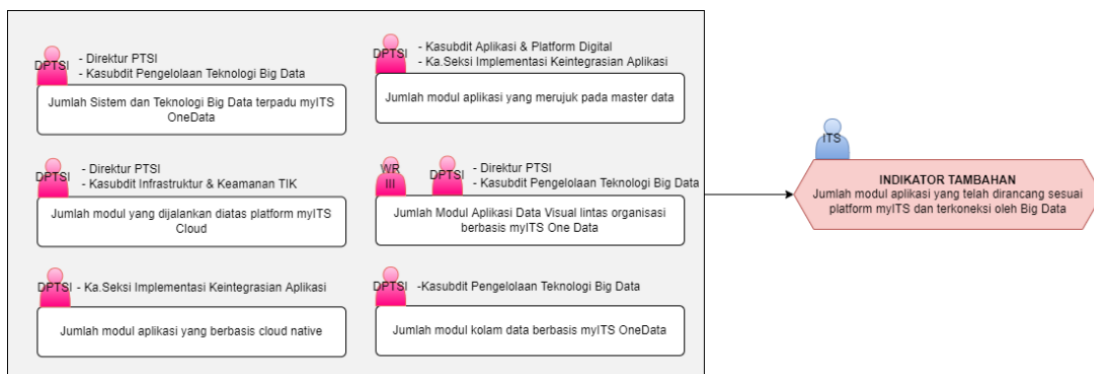 DPTSI
- Direktur PTSI
- Kasubdit Pengelolaan Teknologi Big Data
Jumlah Sistem dan Teknologi Big Data terpadu myITS
OneData
DPTSI
- Kasubdit Aplikasi & Platform Digital
- Ka.Seksi Implementasi Keintegrasian Aplikasi
Jumlah modul aplikasi yang merujuk pada master data
DPTSI
- Direktur PTSI
- Kasubdit Infrastruktur & Keamanan TIK
Jumlah modul yang dijalankan diatas platform myITS
Cloud
WR
III
DPTSI
- Direktur PTSI
- Kasubdit Pengelolaan Teknologi Big Data
Jumlah Modul Aplikasi Data Visual lintas organisasi
berbasis myITS One Data
DPTSI
- Ka.Seksi Implementasi Keintegrasian Aplikasi
Jumlah modul aplikasi yang berbasis cloud native
DPTSI
-Kasubdit Pengelolaan Teknologi Big Data
Jumlah modul kolam data berbasis myITS OneData
ITS
INDIKATOR TAMBAHAN
Jumlah modul aplikasi yang telah dirancang sesuai
platform myITS dan terkoneksi oleh Big Data